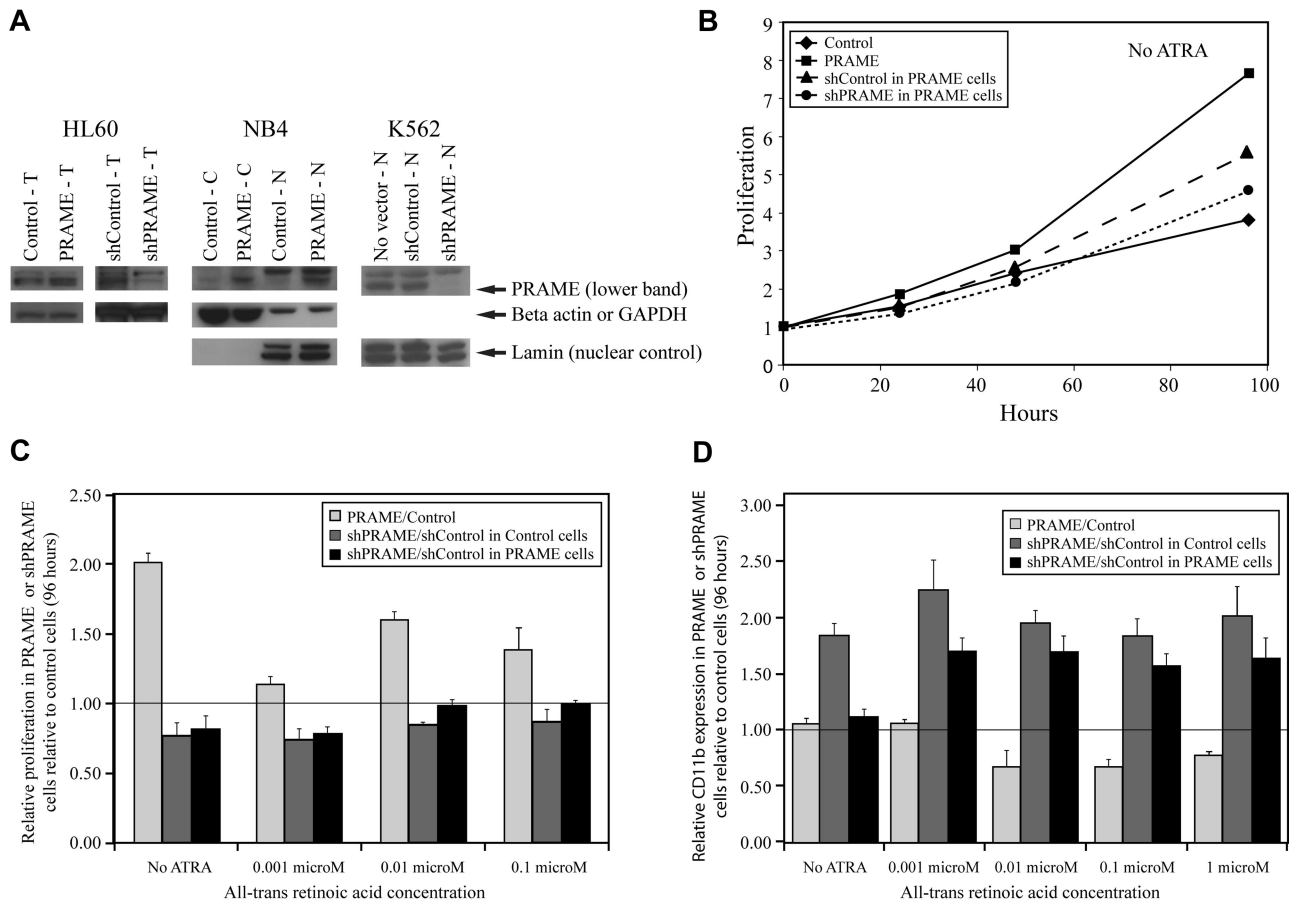 A
HL60
NB4
K562
Control - T
PRAME - T
shControl - T
shPRAME - T
Control - C
PRAME - C
Control - N
PRAME - N
No vector - N
shControl - N
shPRAME - N
PRAME (lower band)
Beta actin or GAPDH
Lamin (nuclear control)
B
Control
PRAME
shControl in PRAME cells
shPRAME in PRAME cells
No ATRA
Proliferation
9
8
7
6
5
4
3
2
1
0
0
20
40
60
80
100
Hours
C
Relative proliferation in PRAME or shPRAME
cells relative to control cells (96 hours)
2.50
2.00
1.50
1.00
0.50
0.00
PRAME/Control
shPRAME/shControl in Control cells
shPRAME/shControl in PRAME cells
No ATRA
0.001 microM
0.01 microM
0.1 microM
All-trans retinoic acid concentration
D
Relative CD11b expression in PRAME or shPRAME
cells relative to control cells (96 hours)
3.00
2.50
2.00
1.50
1.00
0.50
0.00
PRAME/Control
shPRAME/shControl in Control cells
shPRAME/shControl in PRAME cells
No ATRA
0.001 microM
0.01 microM
0.1 microM
1 microM
All-trans retinoic acid concentration